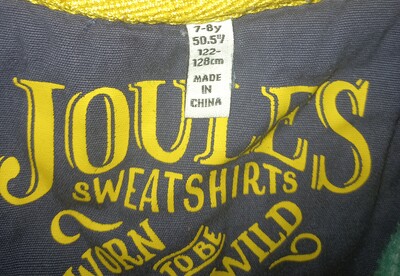 7-8y
50.5"/
122-
128cm
MADE
IN
CHINA
JOULES
SWEATSHIRTS
WORN
TO BE
WILD